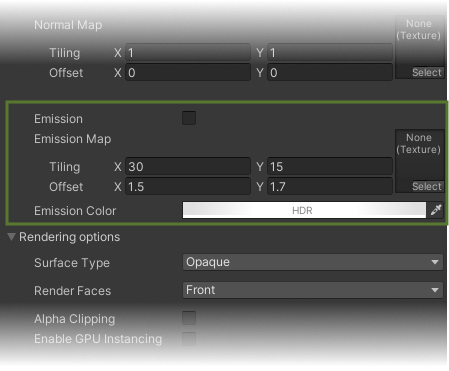 Normal Map
None
(Texture)
Tiling X 1 Y 1
Offset X 0 Y 0
Select
Emission
Emission Map
None
(Texture)
Tiling X 30 Y 15
Offset X 1.5 Y 1.7
Select
Emission Color HDR
Rendering options
Surface Type Opaque
Render Faces Front
Alpha Clipping
Enable GPU Instancing